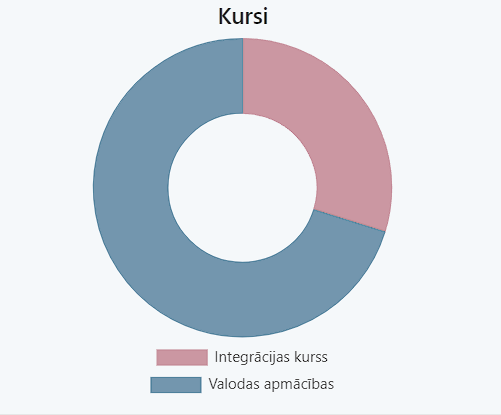 Kursi
Integrācijas kurss
Valodas apmācības